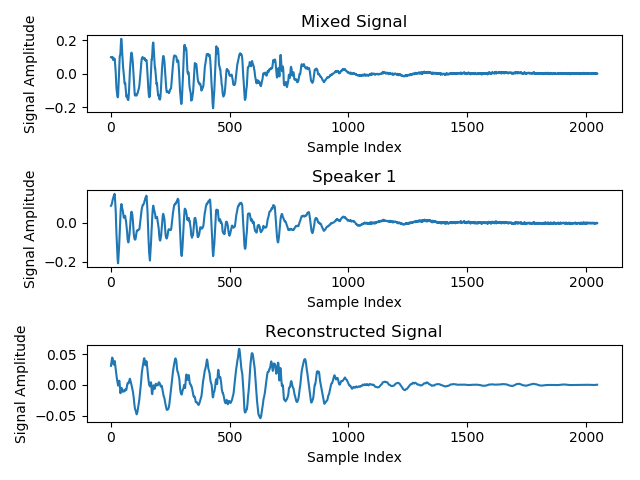 Mixed Signal
Signal Amplitude
0.2
0.0
−0.2
0 500 1000 1500 2000
Sample Index
Speaker 1
Signal Amplitude
0.0
−0.2
0 500 1000 1500 2000
Sample Index
Reconstructed Signal
Signal Amplitude
0.05
0.00
−0.05
0 500 1000 1500 2000
Sample Index